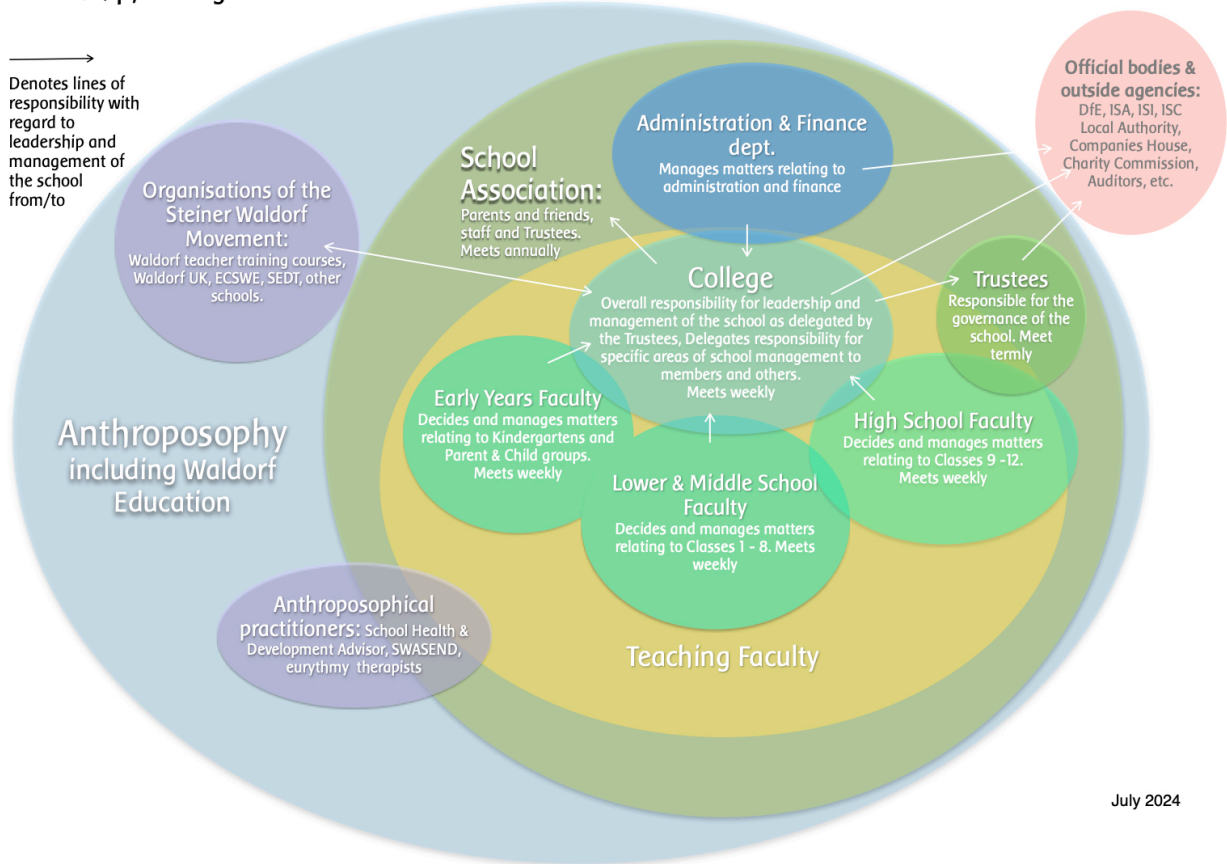 Denotes lines of
responsibility with
regard to
leadership and
management of
the school
from/to
Organisations of the
Steiner Waldorf
Movement:
Waldorf teacher training courses,
Waldorf UK, ECSWE, SEDT, other
schools.
School
Association:
Parents and friends,
staff and Trustees.
Meets annually
Administration & Finance
dept.
Manages matters relating to
administration and finance
Official bodies &
outside agencies:
DfE, ISA, ISI, ISC
Local Authority,
Companies House,
Charity Commission,
Auditors, etc.
College
Overall responsibility for leadership and
management of the school as delegated by
the Trustees, Delegates responsibility for
specific areas of school management to
members and others.
Meets weekly
Trustees
Responsible for the
governance of the
school. Meet
termly
Early Years Faculty
Decides and manages matters
relating to Kindergartens and
Parent & Child groups.
Meets weekly
High School Faculty
Decides and manages matters
relating to Classes 9 -12.
Meets weekly
Lower & Middle School
Faculty
Decides and manages matters
relating to Classes 1 - 8. Meets
weekly
Anthroposophy
including Waldorf
Education
Anthroposophical
practitioners: School Health &
Development Advisor, SWASEND,
eurythmy therapists
Teaching Faculty
July 2024